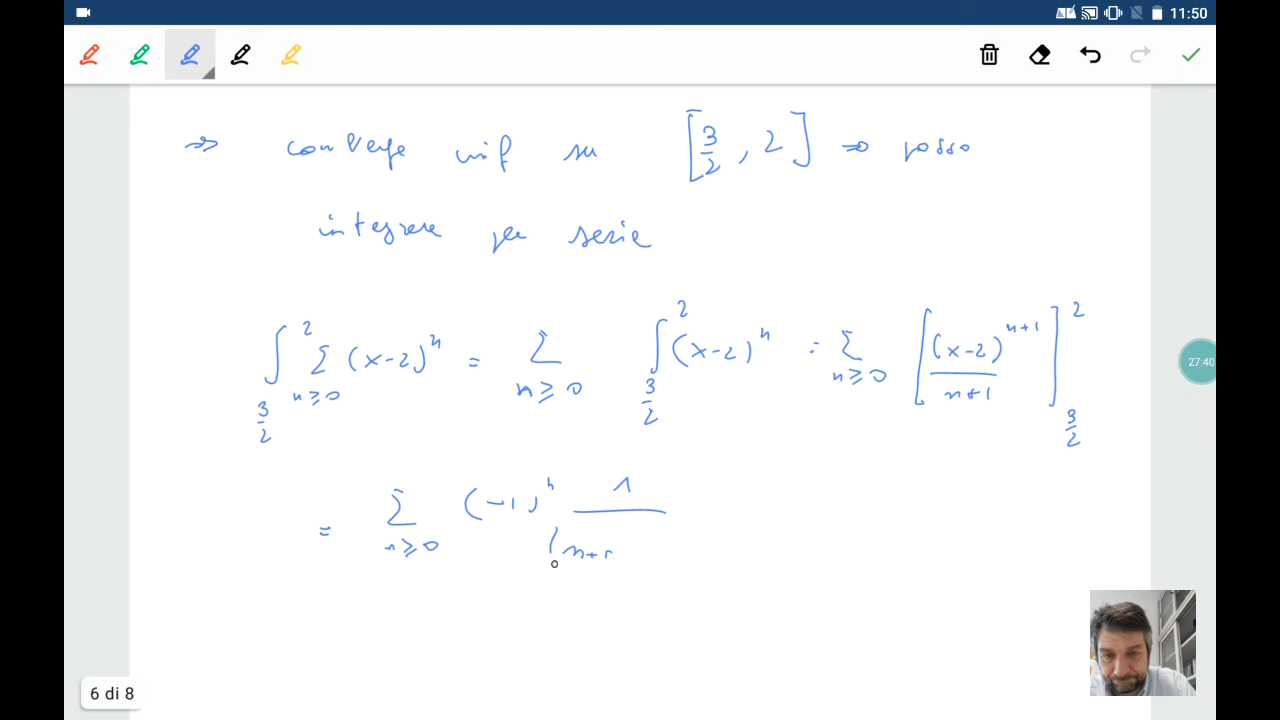 11:50
⇒ converge unif su [3/2, 2] ⇒ posso
integrare per serie
∫_{3/2}^{2} ∑_{n≥0} (x-2)^n = ∑_{n≥0} ∫_{3/2}^{2} (x-2)^n = ∑_{n≥0} [(x-2)^{n+1}/(n+1)]_{3/2}^{2}
= ∑_{n≥0} (-1)^n 1/(n+1
27:40
6 di 8